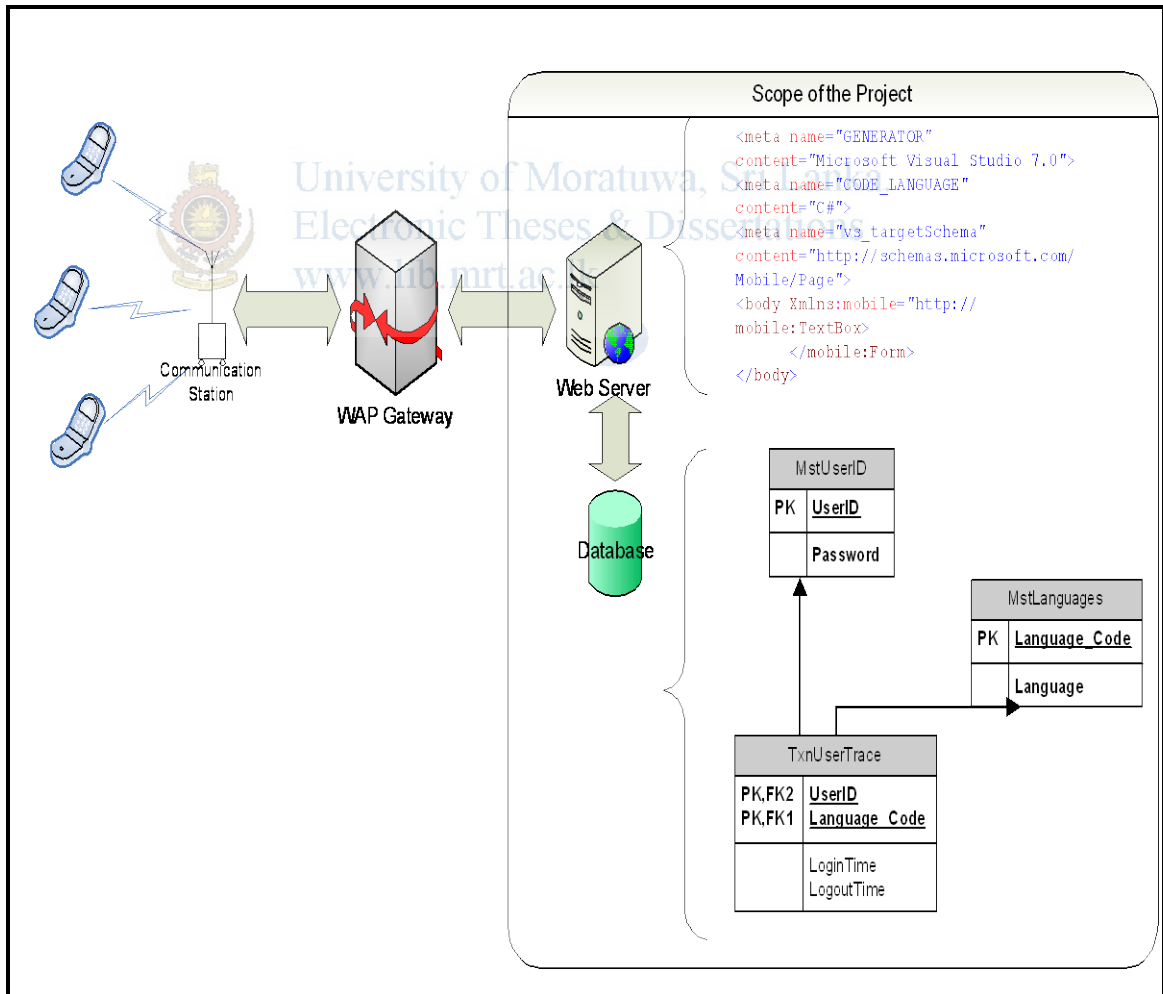 Scope of the Project
<meta name="GENERATOR"
content="Microsoft Visual Studio 7.0">
<meta name="CODE_LANGUAGE"
content="C#">
<meta name="vs_targetSchema"
content="http://schemas.microsoft.com/
Mobile/Page">
<body Xmlns:mobile="http://
mobile:TextBox>
</mobile:Form>
</body>
University of Moratuwa, Sri Lanka
Electronic Theses & Dissertations
www.lib.mrt.ac.lk
Communication
Station
WAP Gateway
Web Server
Database
MstUserID
PK UserID
Password
MstLanguages
PK Language_Code
Language
TxnUserTrace
PK,FK2 UserID
PK,FK1 Language_Code
LoginTime
LogoutTime